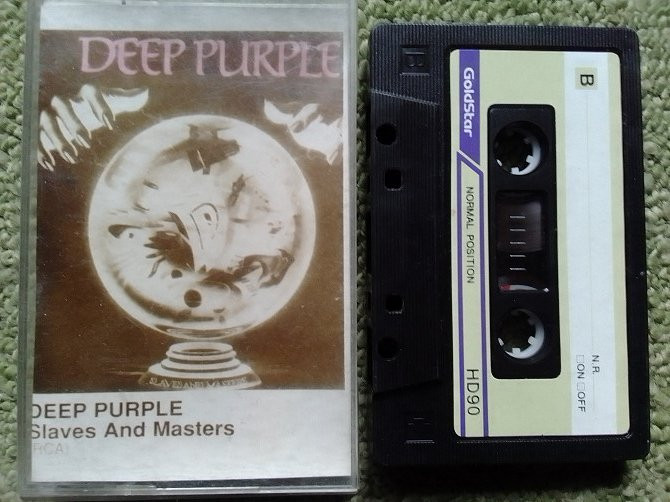 DEEP PURPLE
SLAVES AND MASTERS
DEEP PURPLE
Slaves And Masters
(RCA)
B
B
GoldStar
NORMAL POSITION
HD90
N.R.
□ON □OFF